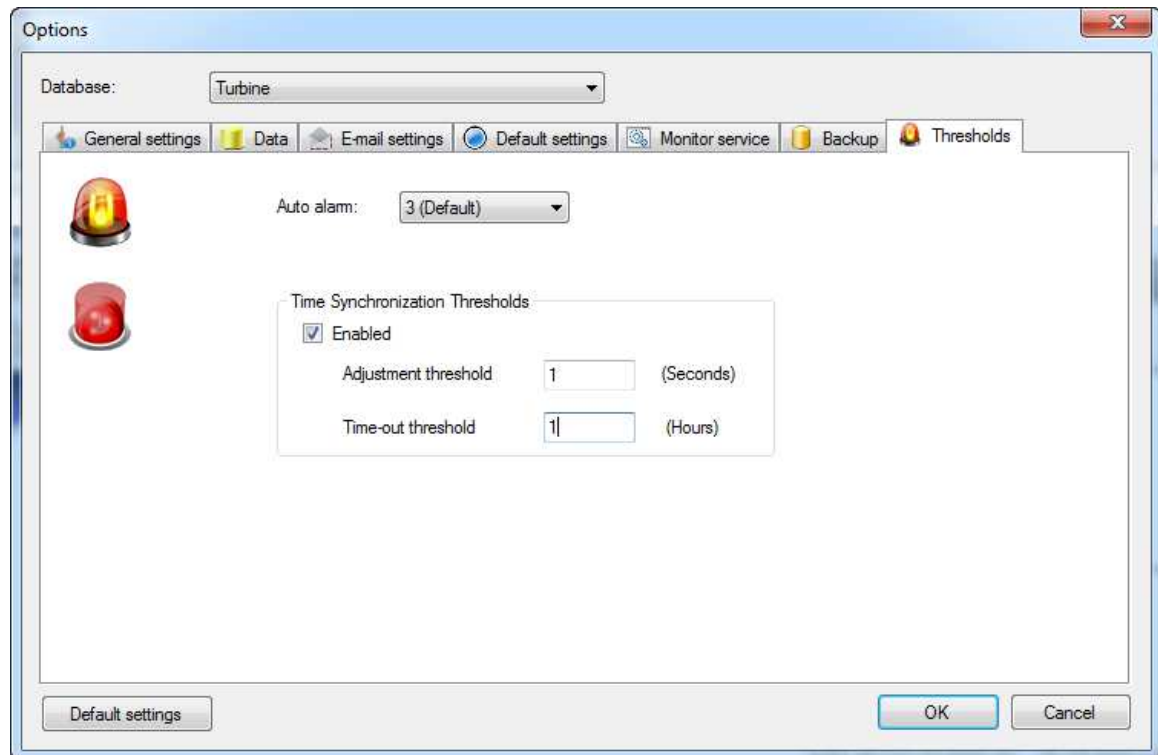 Options
Database: Turbine
General settings Data E-mail settings Default settings Monitor service Backup Thresholds
Auto alarm: 3 (Default)
Time Synchronization Thresholds
Enabled
Adjustment threshold 1 (Seconds)
Time-out threshold 1 (Hours)
Default settings OK Cancel